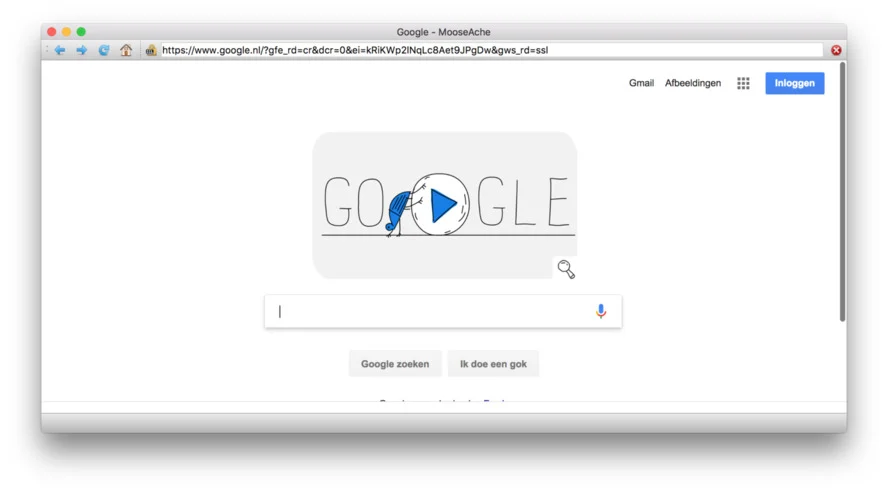 Google - MooseAche
https://www.google.nl/?gfe_rd=cr&dcr=0&ei=kRiKWp2lNqLc8Aet9JPgDw&gws_rd=ssl
Gmail Afbeeldingen Inloggen
GOOGLE
Google zoeken Ik doe een gok